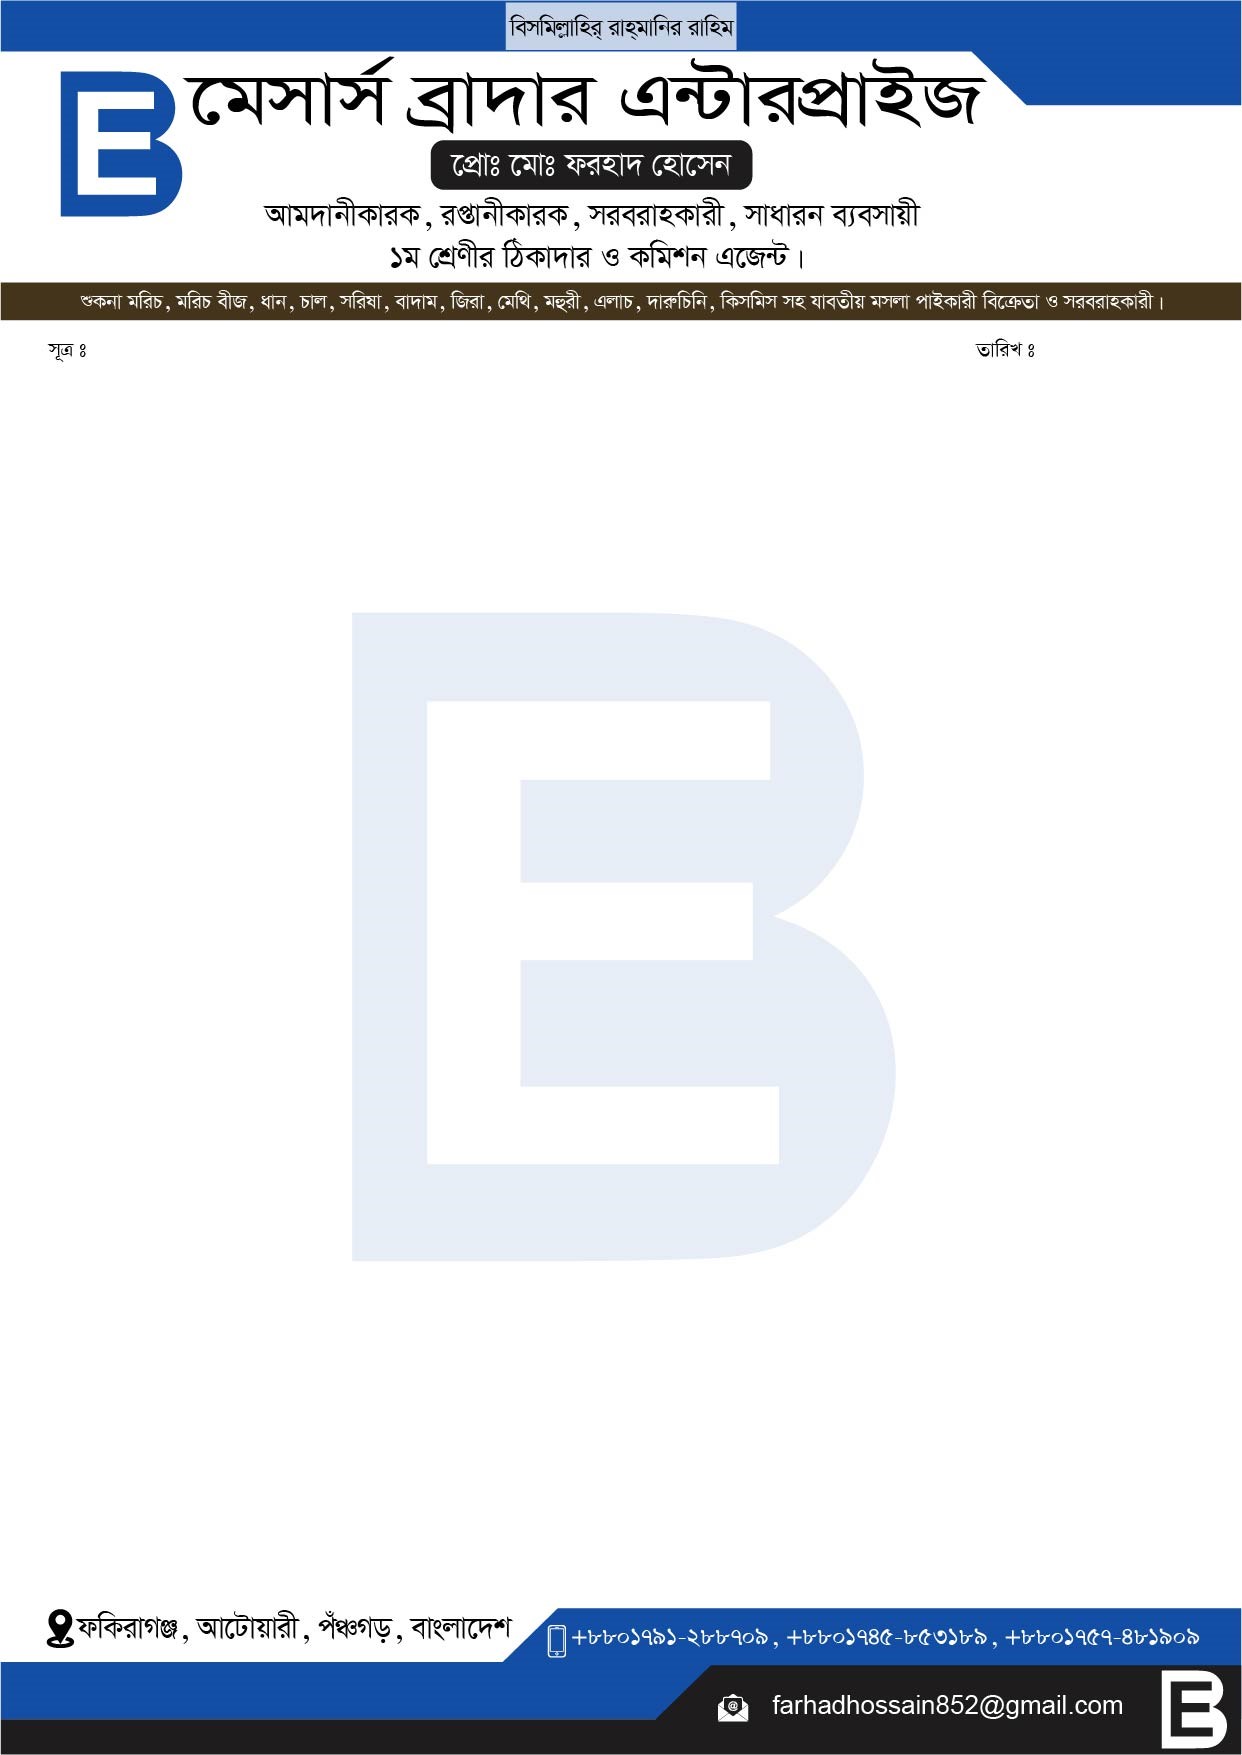 বিসমিল্লাহির্ রাহ্মানির রাহিম
মেসার্স ব্রাদার এন্টারপ্রাইজ
প্রোঃ মোঃ ফরহাদ হোসেন
আমদানীকারক, রপ্তানীকারক, সরবরাহকারী, সাধারন ব্যবসায়ী
১ম শ্রেণীর ঠিকাদার ও কমিশন এজেন্ট।
শুকনা মরিচ, মরিচ বীজ, ধান, চাল, সরিষা, বাদাম, জিরা, মেথি, মহুরী, এলাচ, দারুচিনি, কিসমিস সহ যাবতীয় মসলা পাইকারী বিক্রেতা ও সরবরাহকারী।
সূত্র ঃ
তারিখ ঃ
ফকিরাগঞ্জ, আটোয়ারী, পঁঞ্চগড়, বাংলাদেশ
+৮৮০১৭৯১-২৮৮৭০৯, +৮৮০১৭৪৫-৮৫৩১৮৯, +৮৮০১৭৫৭-৪৮১৯০৯
farhadhossain852@gmail.com